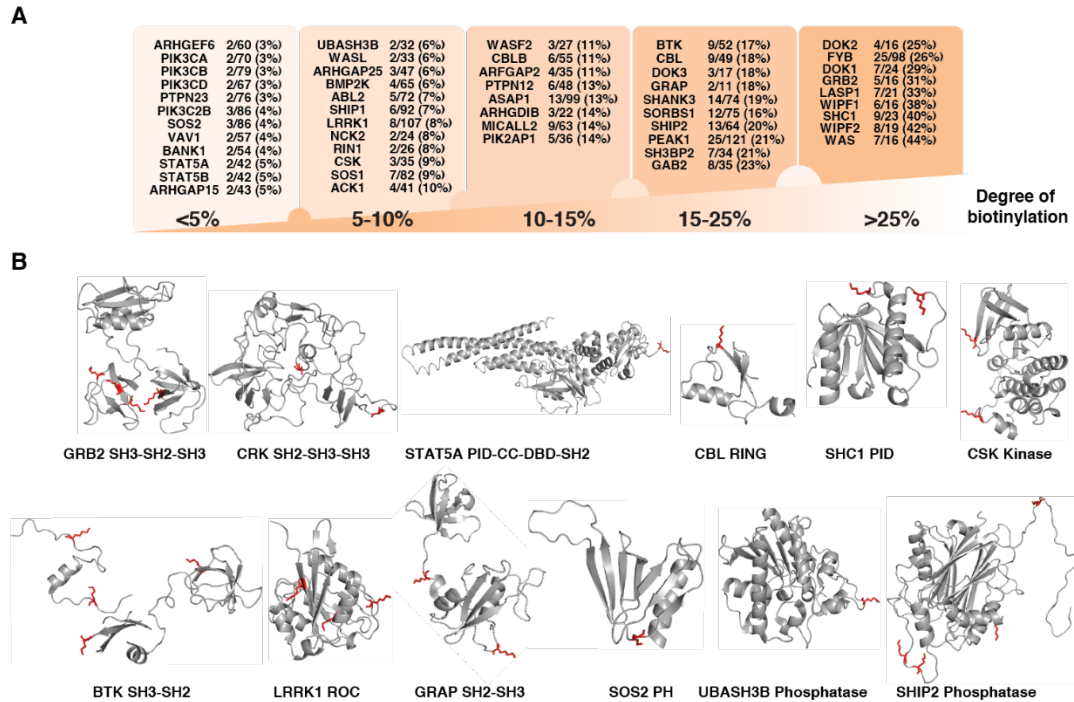 A
ARHGEF6 2/60 (3%)
PIK3CA 2/70 (3%)
PIK3CB 2/79 (3%)
PIK3CD 2/67 (3%)
PTPN23 2/76 (3%)
PIK3C2B 3/86 (4%)
SOS2 3/86 (4%)
VAV1 2/57 (4%)
BANK1 2/54 (4%)
STAT5A 2/42 (5%)
STAT5B 2/42 (5%)
ARHGAP15 2/43 (5%)
<5%
UBASH3B 2/32 (6%)
WASL 2/33 (6%)
ARHGAP25 3/47 (6%)
BMP2K 4/65 (6%)
ABL2 5/72 (7%)
SHIP1 6/92 (7%)
LRRK1 8/107 (8%)
NCK2 2/24 (8%)
RIN1 2/26 (8%)
CSK 3/35 (9%)
SOS1 7/82 (9%)
ACK1 4/41 (10%)
5-10%
WASF2 3/27 (11%)
CBLB 6/55 (11%)
ARFGAP2 4/35 (11%)
PTPN12 6/48 (13%)
ASAP1 13/99 (13%)
ARHGDIB 3/22 (14%)
MICALL2 9/63 (14%)
PIK2AP1 5/36 (14%)
10-15%
BTK 9/52 (17%)
CBL 9/49 (18%)
DOK3 3/17 (18%)
GRAP 2/11 (18%)
SHANK3 14/74 (19%)
SORBS1 12/75 (16%)
SHIP2 13/64 (20%)
PEAK1 25/121 (21%)
SH3BP2 7/34 (21%)
GAB2 8/35 (23%)
15-25%
DOK2 4/16 (25%)
FYB 25/98 (26%)
DOK1 7/24 (29%)
GRB2 5/16 (31%)
LASP1 7/21 (33%)
WIPF1 6/16 (38%)
SHC1 9/23 (40%)
WIPF2 8/19 (42%)
WAS 7/16 (44%)
>25%
Degree of
biotinylation
B
GRB2 SH3-SH2-SH3
CRK SH2-SH3-SH3
STAT5A PID-CC-DBD-SH2
CBL RING
SHC1 PID
CSK Kinase
BTK SH3-SH2
LRRK1 ROC
GRAP SH2-SH3
SOS2 PH
UBASH3B Phosphatase
SHIP2 Phosphatase